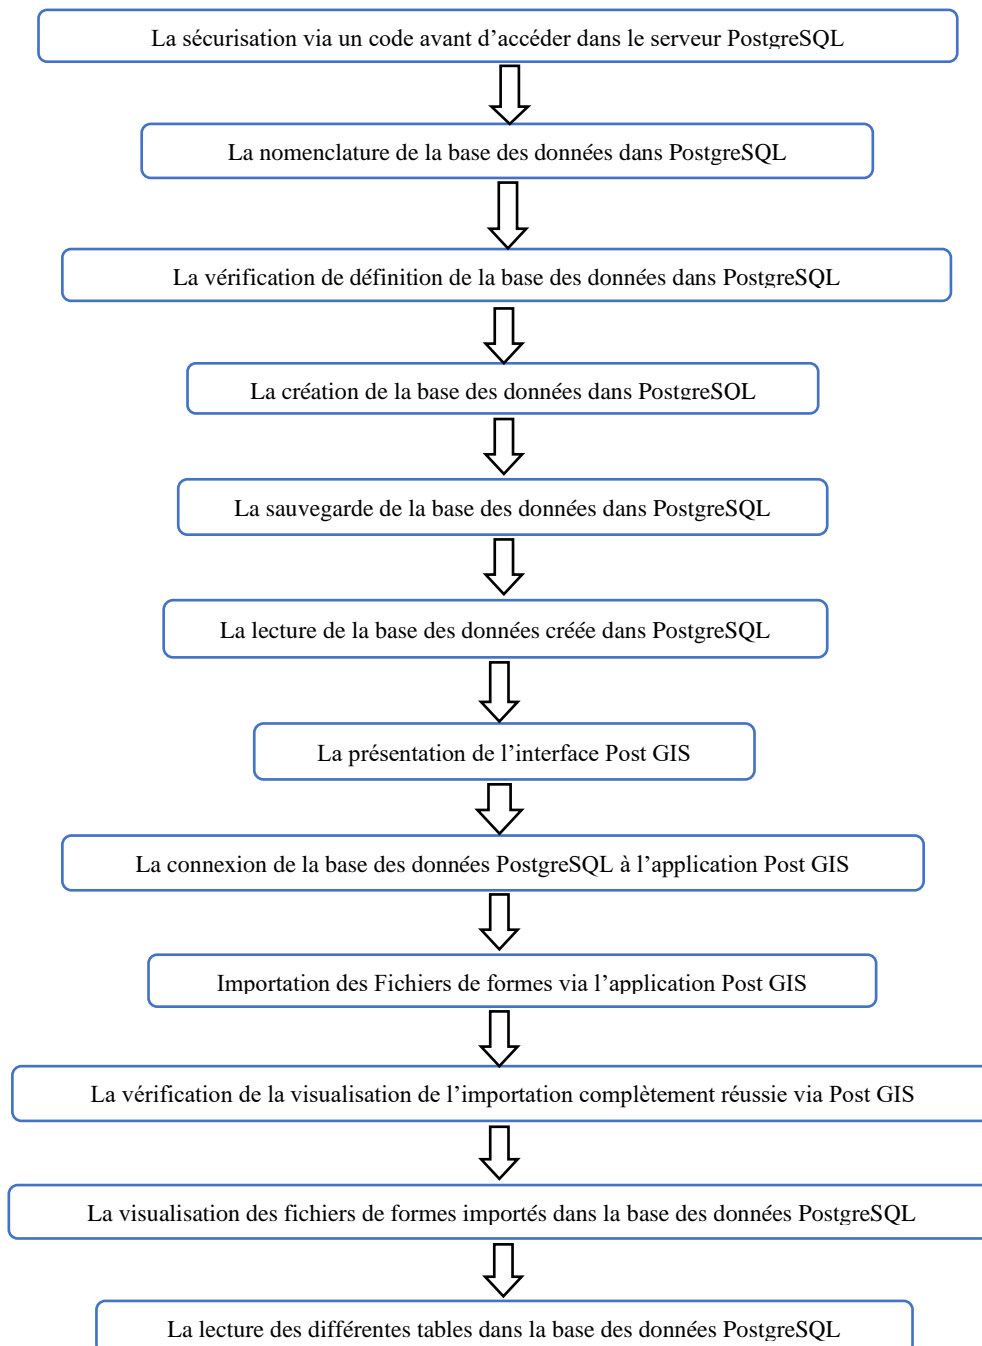 La sécurisation via un code avant d’accéder dans le serveur PostgreSQL
La nomenclature de la base des données dans PostgreSQL
La vérification de définition de la base des données dans PostgreSQL
La création de la base des données dans PostgreSQL
La sauvegarde de la base des données dans PostgreSQL
La lecture de la base des données créée dans PostgreSQL
La présentation de l’interface Post GIS
La connexion de la base des données PostgreSQL à l’application Post GIS
Importation des Fichiers de formes via l’application Post GIS
La vérification de la visualisation de l’importation complètement réussie via Post GIS
La visualisation des fichiers de formes importés dans la base des données PostgreSQL
La lecture des différentes tables dans la base des données PostgreSQL